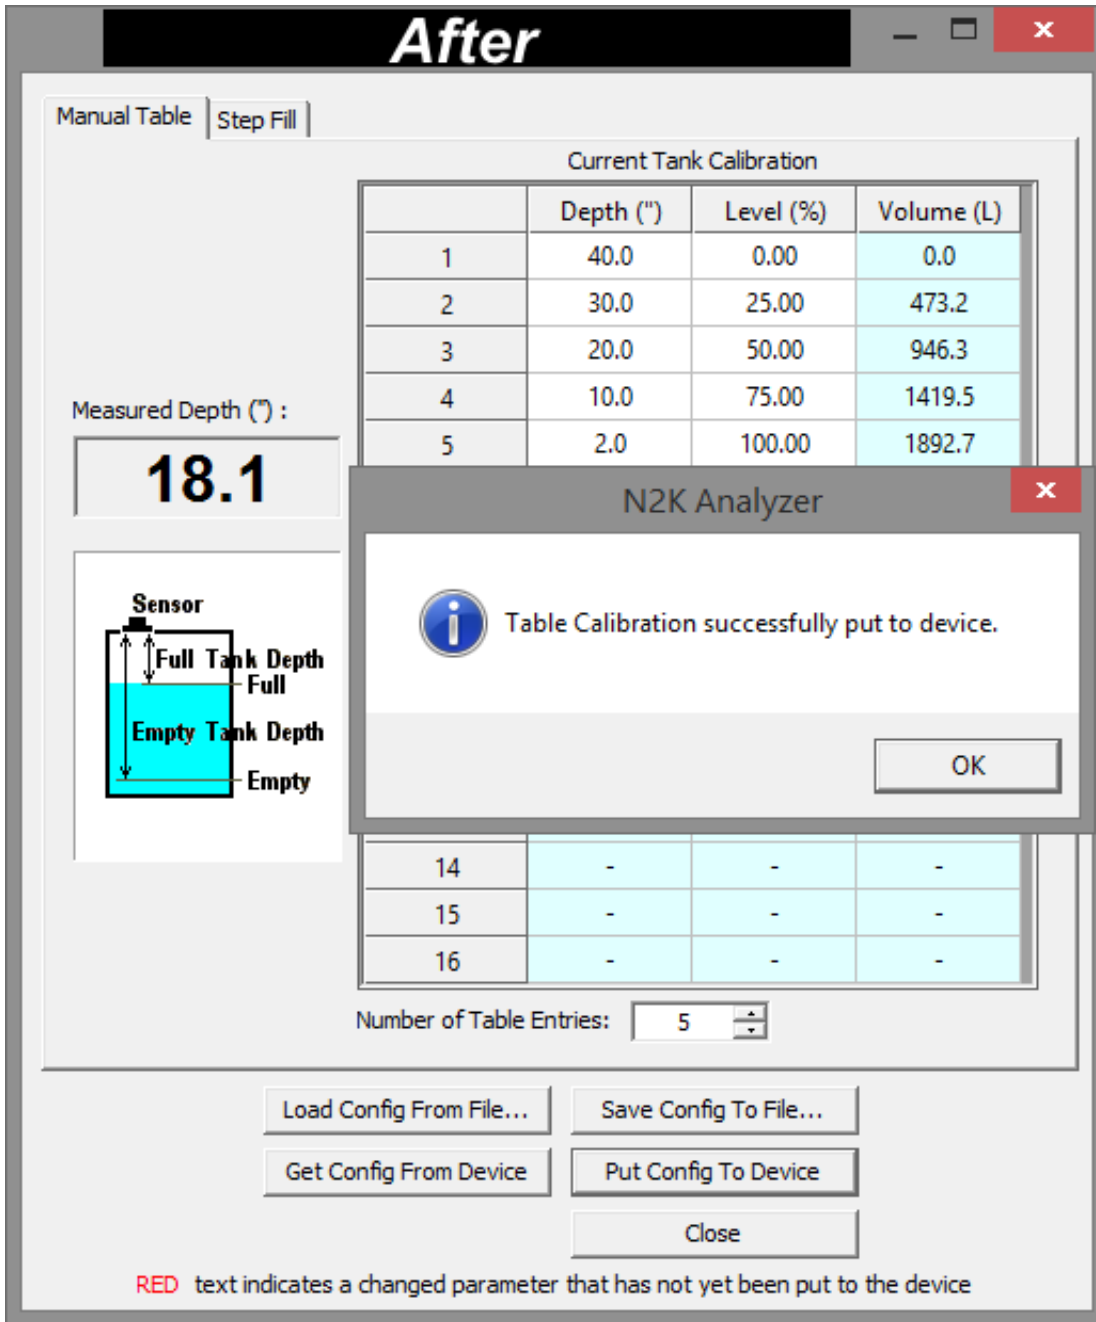 After
Manual Table
Step Fill
Current Tank Calibration
Depth (") Level (%) Volume (L)
1 40.0 0.00 0.0
2 30.0 25.00 473.2
3 20.0 50.00 946.3
4 10.0 75.00 1419.5
5 2.0 100.00 1892.7
Measured Depth (") :
18.1
Sensor
Full Tank Depth
Full
Empty Tank Depth
Empty
N2K Analyzer
Table Calibration successfully put to device.
OK
14 - - -
15 - - -
16 - - -
Number of Table Entries: 5
Load Config From File... Save Config To File...
Get Config From Device Put Config To Device
Close
RED text indicates a changed parameter that has not yet been put to the device